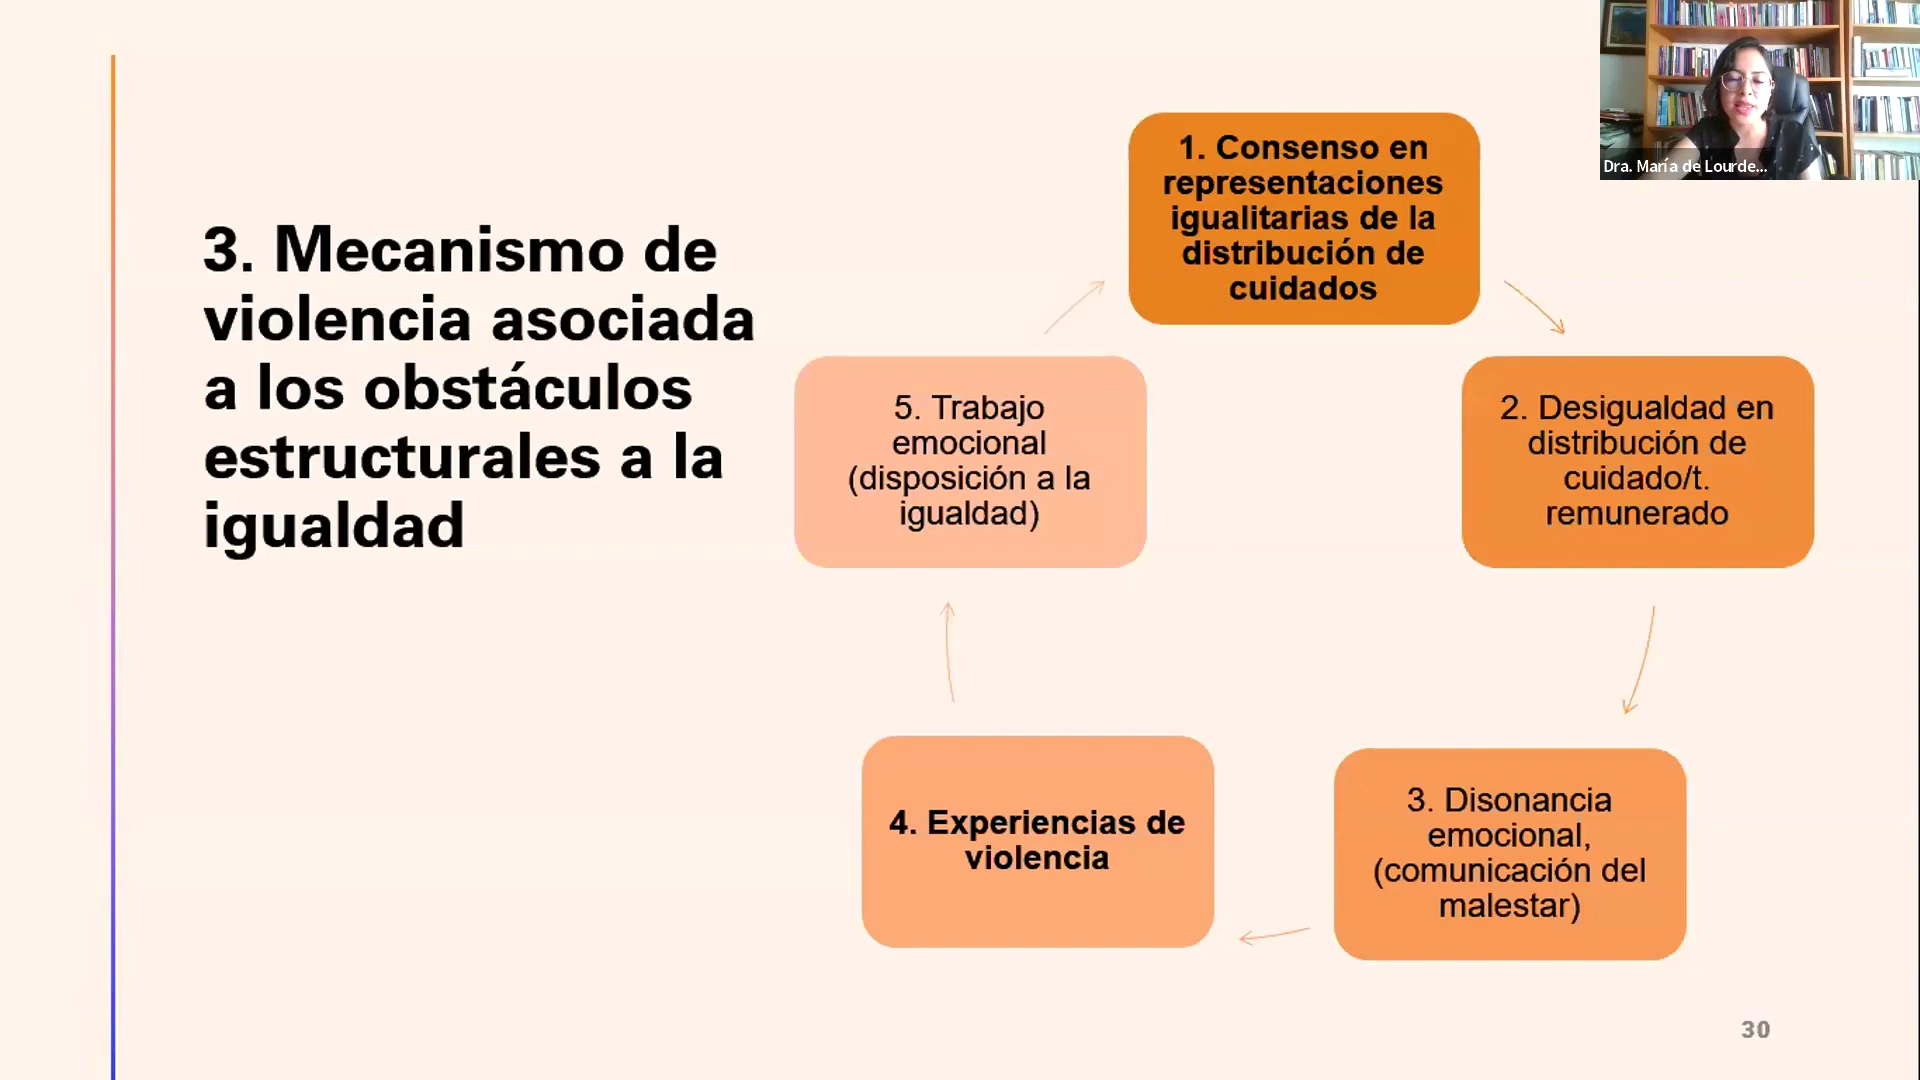 3. Mecanismo de
violencia asociada
a los obstáculos
estructurales a la
igualdad
1. Consenso en
representaciones
igualitarias de la
distribución de
cuidados
2. Desigualdad en
distribución de
cuidado/t.
remunerado
3. Disonancia
emocional,
(comunicación del
malestar)
4. Experiencias de
violencia
5. Trabajo
emocional
(disposición a la
igualdad)
Dra. María de Lourde...
30